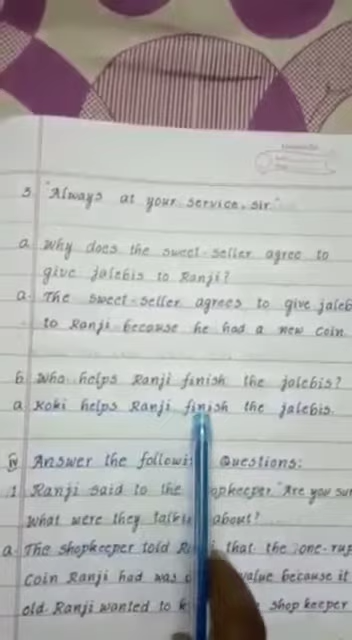 3. "Always at your service, sir."
a. Why does the sweet-seller agree to
give jalebis to Ranji?
a. The sweet-seller agrees to give jaleb
to Ranji because he had a new coin
b. Who helps Ranji finish the jalebis?
a. Koki helps Ranji finish the jalebis.
iv Answer the followi Questions:
1 Ranji said to the opkeeper. "Are you sur
What were they talki about?
a. The shopkeeper told Ra i that the one-rup
Coin Ranji had was value because it
old Ranji wanted to k shop keeper